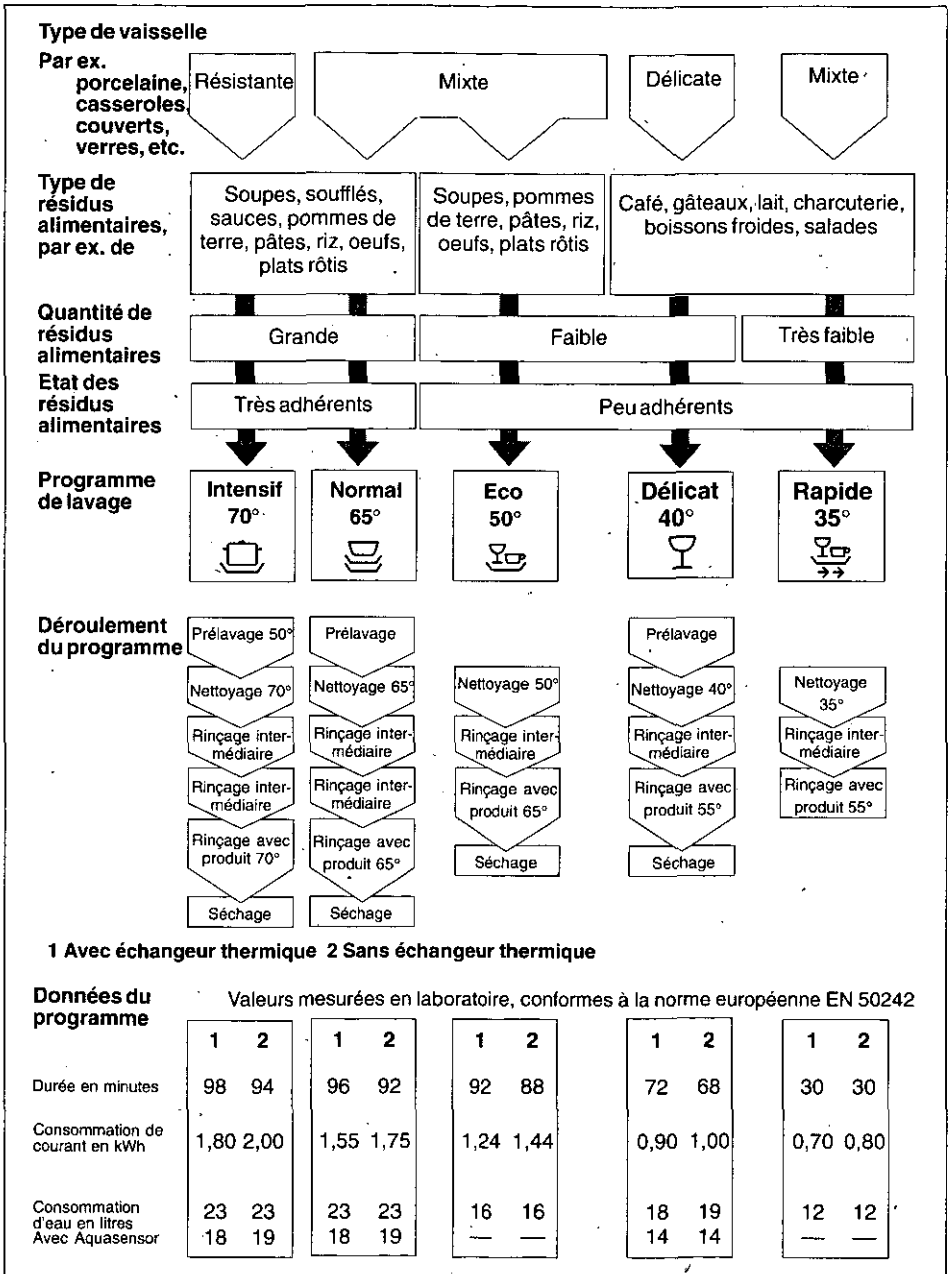 Type de vaisselle
Par ex.
porcelaine,
casseroles,
couverts,
verres, etc.
Résistante
Mixte
Délicate
Mixte
Type de
résidus
alimentaires,
par ex. de
Soupes, soufflés,
sauces, pommes de
terre, pâtes, riz, oeufs,
plats rôtis
Soupes, pommes
de terre, pâtes, riz,
oeufs, plats rôtis
Café, gâteaux, lait, charcuterie,
boissons froides, salades
Quantité de
résidus
alimentaires
Grande
Faible
Très faible
Etat des
résidus
alimentaires
Très adhérents
Peu adhérents
Programme
de lavage
Intensif
70°
Normal
65°
Eco
50°
Délicat
40°
Rapide
35°
Déroulement
du programme
Prélavage 50°
Nettoyage 70°
Rinçage inter-
médiaire
Rinçage inter-
médiaire
Rinçage avec
produit 70°
Séchage
Prélavage
Nettoyage 65°
Rinçage inter-
médiaire
Rinçage inter-
médiaire
Rinçage avec
produit 65°
Séchage
Nettoyage 50°
Rinçage inter-
médiaire
Rinçage avec
produit 65°
Séchage
Prélavage
Nettoyage 40°
Rinçage inter-
médiaire
Rinçage avec
produit 55°
Séchage
Nettoyage
35°
Rinçage inter-
médiaire
Rinçage avec
produit 55°
1 Avec échangeur thermique 2 Sans échangeur thermique
Données du
programme
Valeurs mesurées en laboratoire, conformes à la norme européenne EN 50242
1 2 1 2 1 2 1 2 1 2
Durée en minutes 98 94 96 92 92 88 72 68 30 30
Consommation de
courant en kWh 1,80 2,00 1,55 1,75 1,24 1,44 0,90 1,00 0,70 0,80
Consommation
d'eau en litres 23 23 23 23 16 16 18 19 12 12
Avec Aquasensor 18 19 18 19 — — 14 14 — —